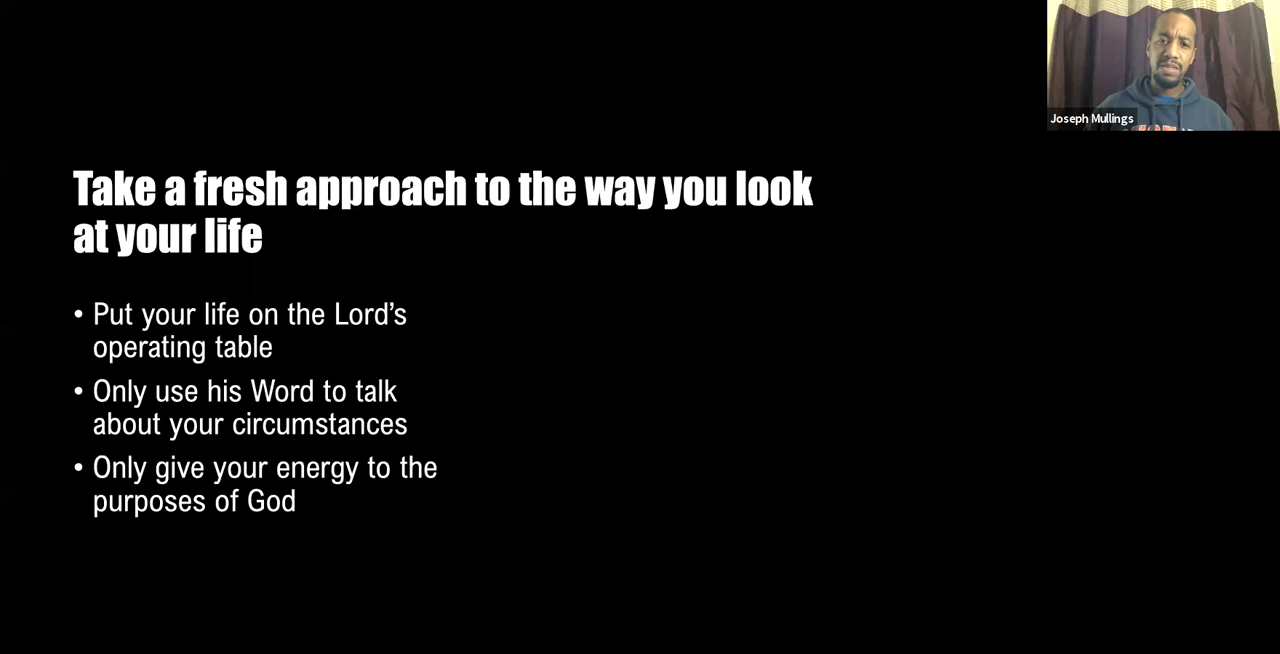 Joseph Mullings
Take a fresh approach to the way you look
at your life
• Put your life on the Lord’s
operating table
• Only use his Word to talk
about your circumstances
• Only give your energy to the
purposes of God